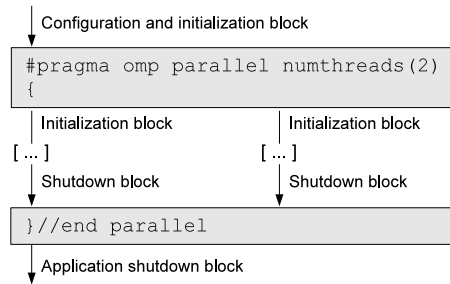 Configuration and initialization block
#pragma omp parallel numthreads(2)
{
Initialization block Initialization block
[ ... ] [ ... ]
Shutdown block Shutdown block
}//end parallel
Application shutdown block